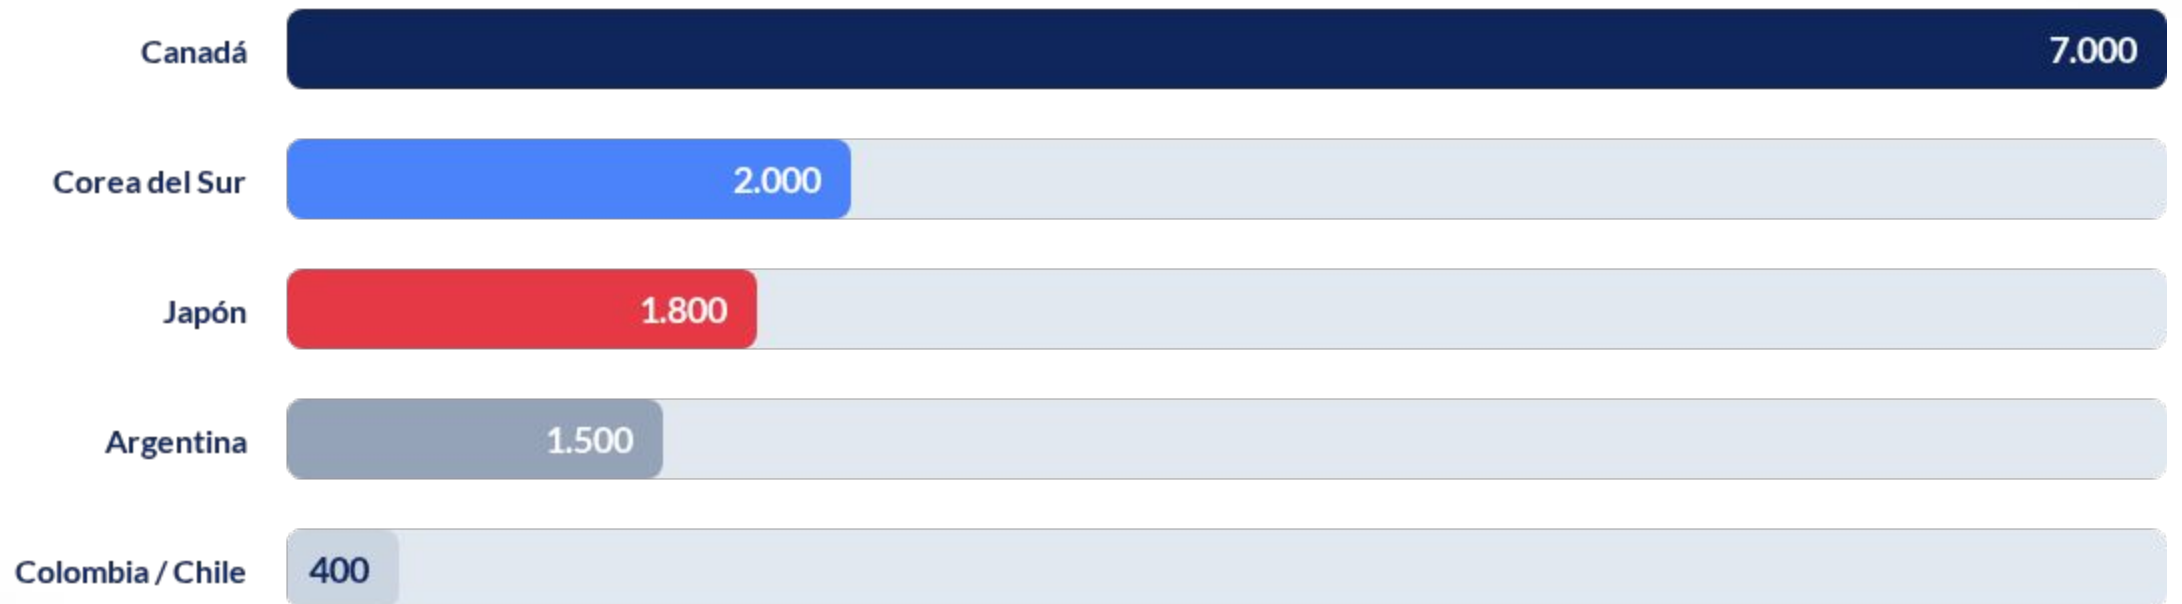 Canadá 7.000
Corea del Sur 2.000
Japón 1.800
Argentina 1.500
Colombia / Chile 400